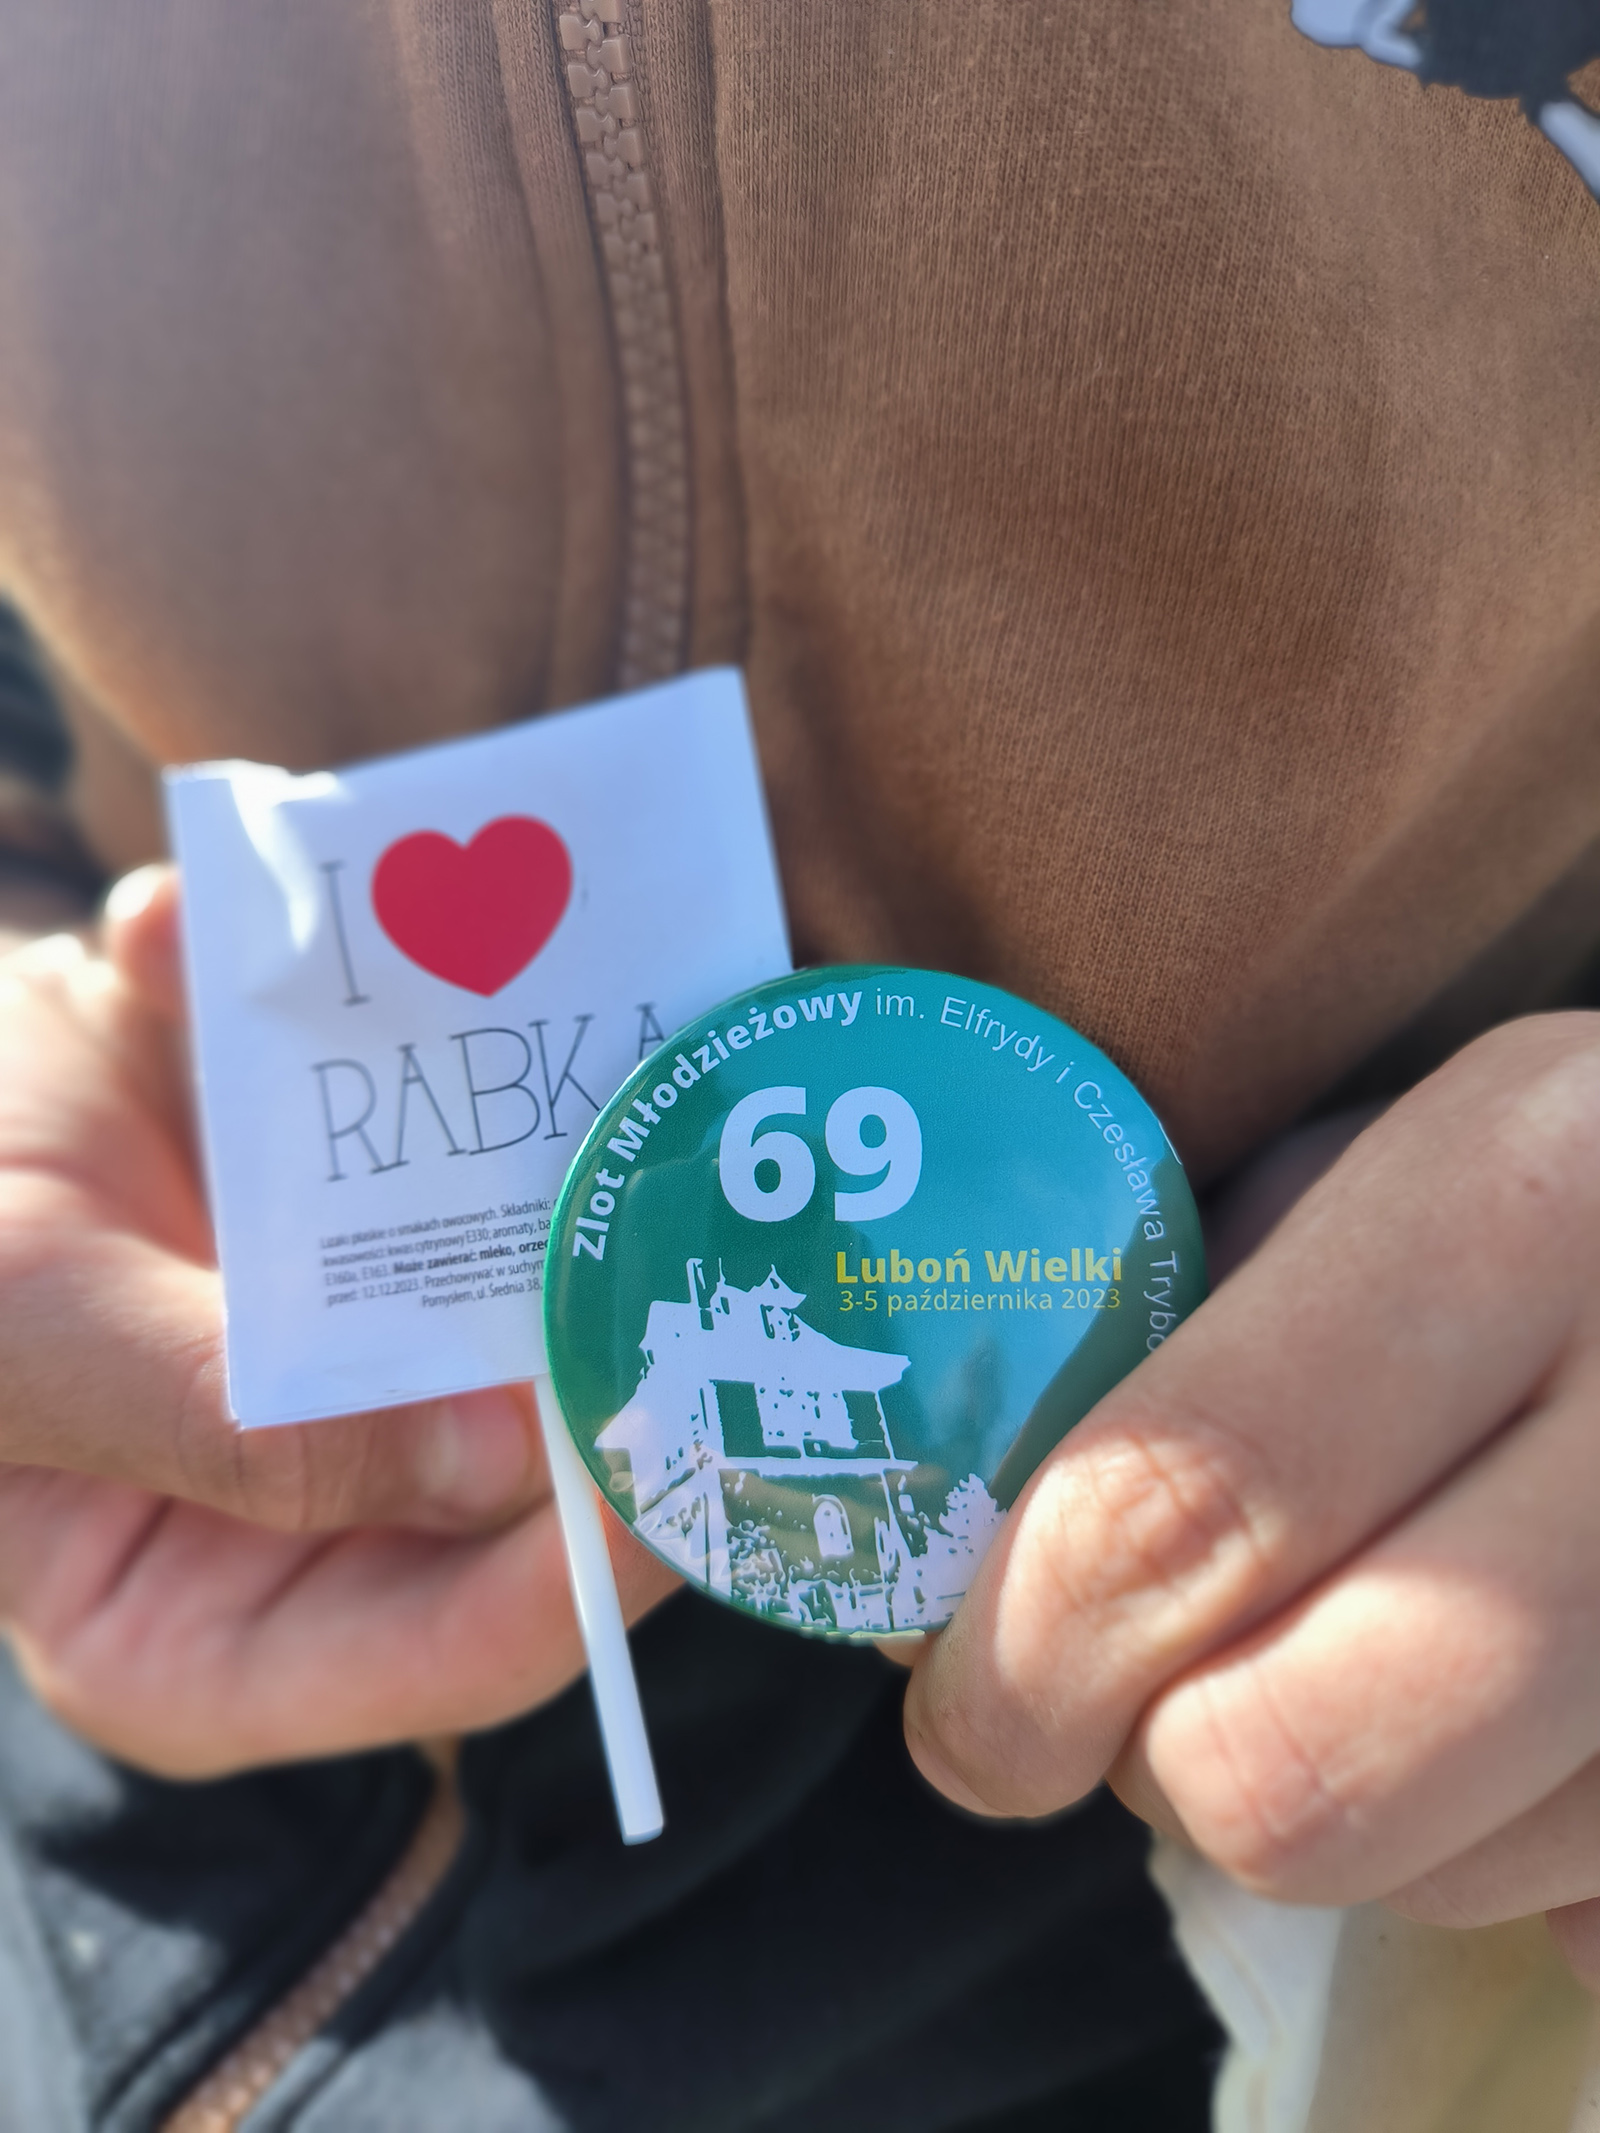 I
RABKA
Lizaki płaskie o smakach owocowych. Składniki:
kwasowości: kwas cytrynowy E330; aromaty,
E160a, E163. Może zawierać: mleko,
przed: 12.12.2023. Przechowywać w suchym
Pomysłem, ul. Średnia 38,
Zlot Młodzieżowy im. Elfrydy i Czesława Trybo
69
Luboń Wielki
3-5 października 2023